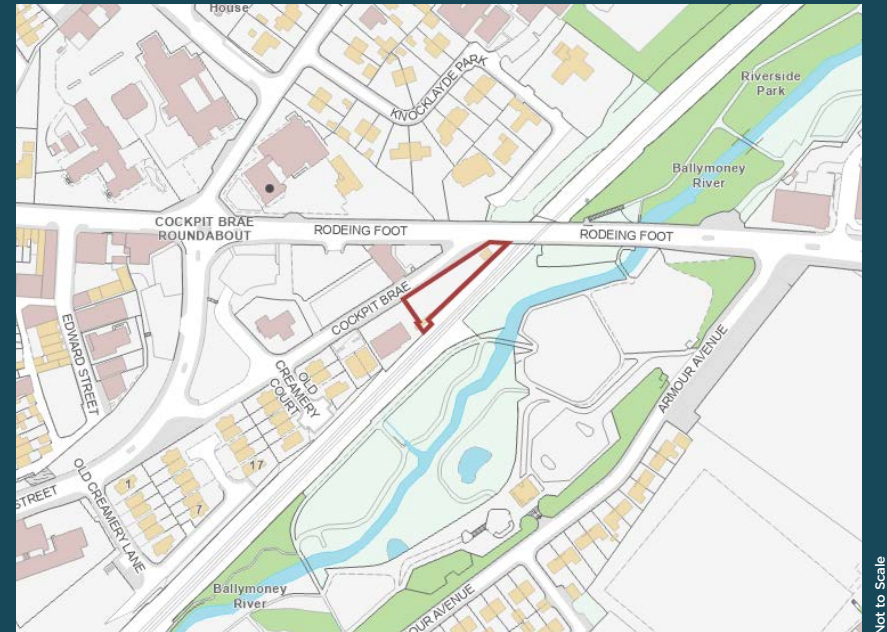 House
KNOCKLAYDE PARK
Riverside
Park
Ballymoney
River
COCKPIT BRAE
ROUNDABOUT
RODEING FOOT
RODEING FOOT
COCKPIT BRAE
EDWARD STREET
OLD
CREAMERY
COURT
ARMOUR AVENUE
17
1
7
STREET
OLD CREAMERY LANE
Ballymoney
River
OUR AVENUE
Not to Scale